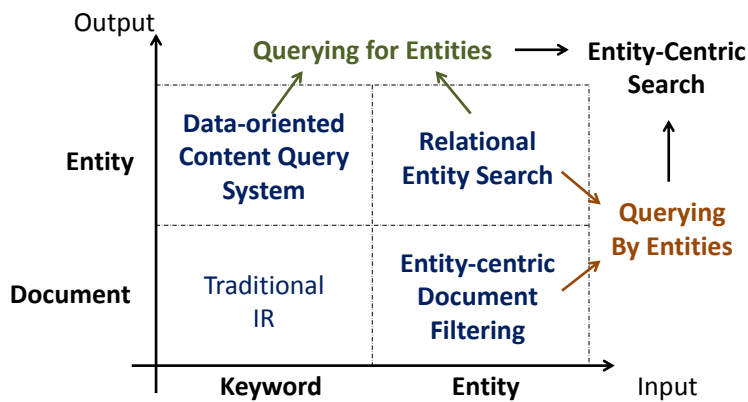 Output
Querying for Entities
Entity-Centric
Search
Entity
Data-oriented
Content Query
System
Relational
Entity Search
Querying
By Entities
Document
Traditional
IR
Entity-centric
Document
Filtering
Keyword
Entity
Input